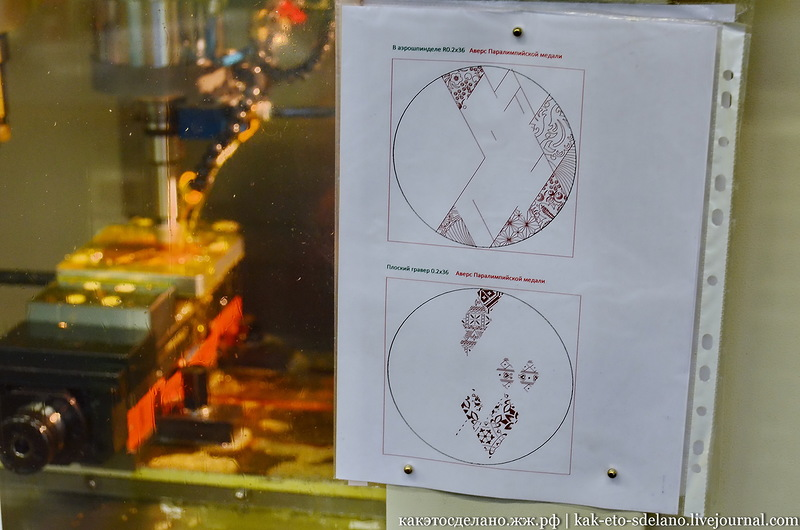 В аэрошпинделе R0.2x36 Аверс Паралимпийской медали
Плоский гравер 0.2x36 Аверс Паралимпийской медали
какэтосделано.жж.рф | kak-eto-sdelano.livejournal.com